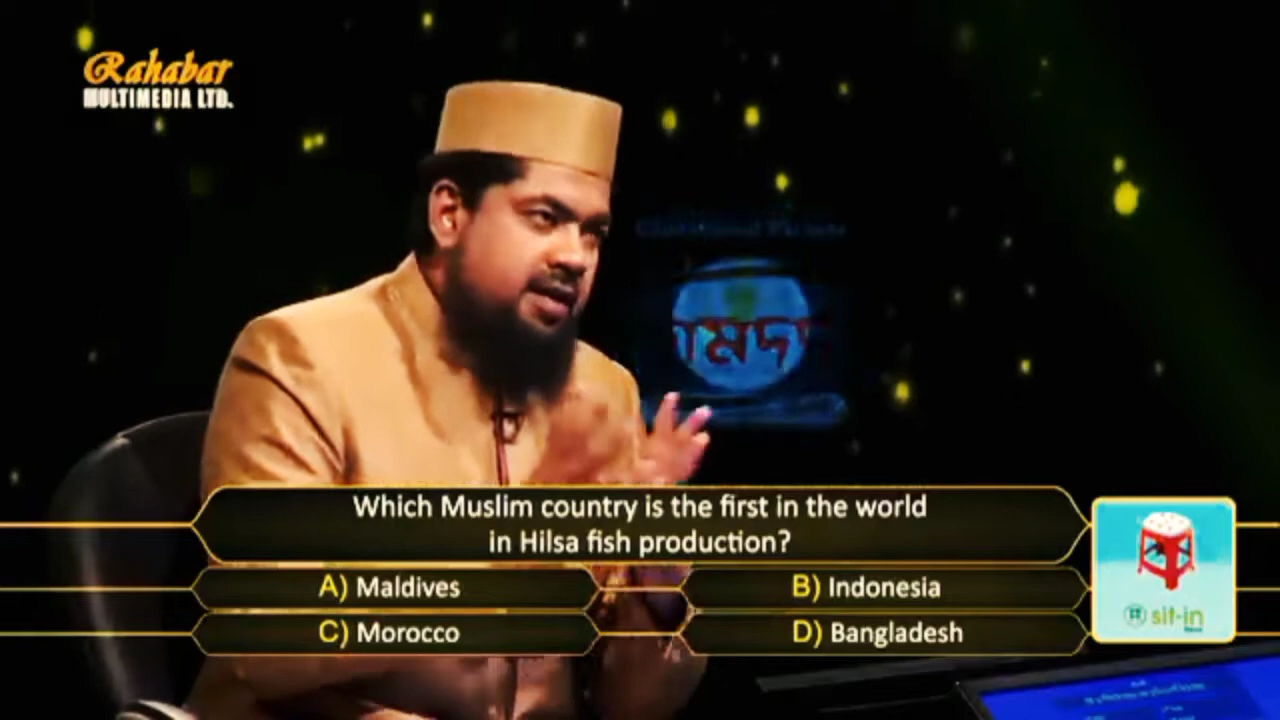 Rahabar
MULTIMEDIA LTD.
Which Muslim country is the first in the world
in Hilsa fish production?
A) Maldives
B) Indonesia
C) Morocco
D) Bangladesh
sit-in